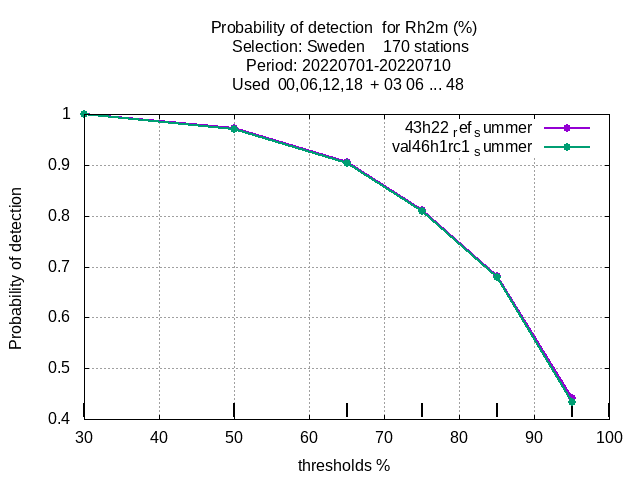 Probability of detection  for Rh2m (%)
Selection: Sweden    170 stations
Period: 20220701-20220710
Used  00,06,12,18  + 03 06 ... 48
43h22 ref summer
val46h1rc1 summer
1
0.9
0.8
0.7
0.6
0.5
0.4
Probability of detection
30 40 50 60 70 80 90 100
thresholds %